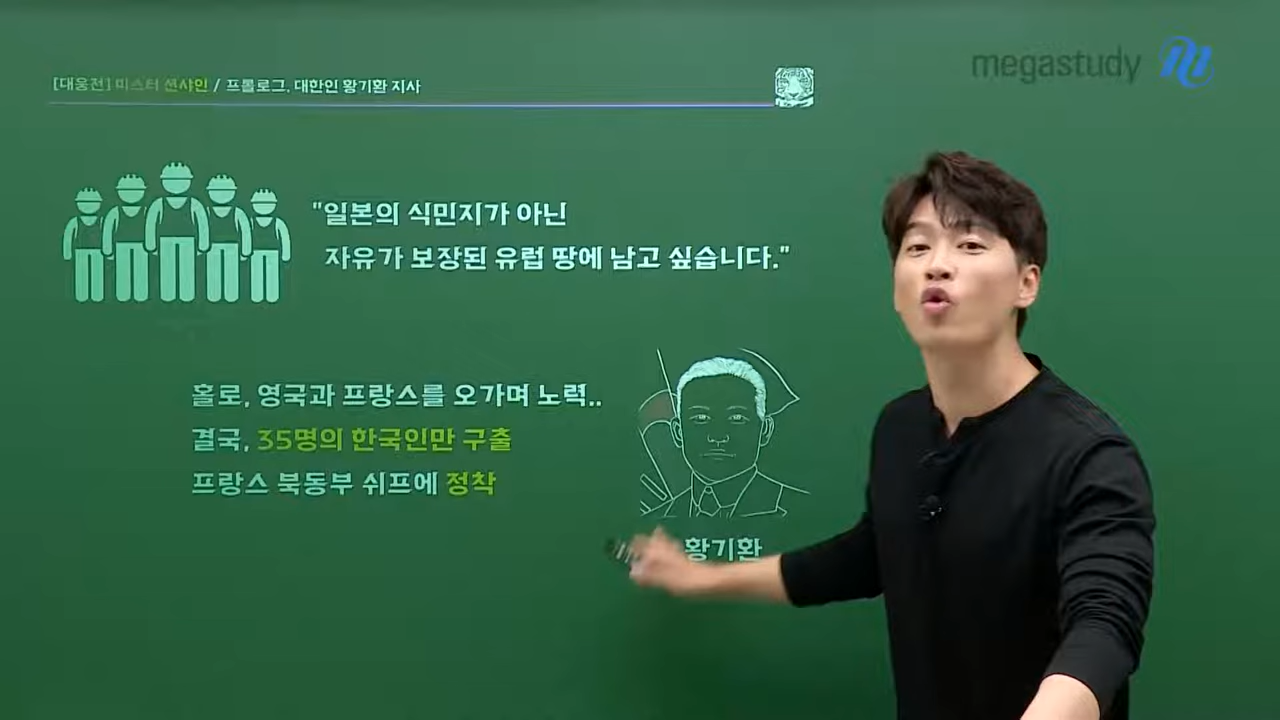 [대웅전] 미스터 션샤인 / 프롤로그. 대한인 황기환 지사
megastudy
"일본의 식민지가 아닌
자유가 보장된 유럽 땅에 남고 싶습니다."
홀로, 영국과 프랑스를 오가며 노력..
결국, 35명의 한국인만 구출
프랑스 북동부 쉬프에 정착
황기환